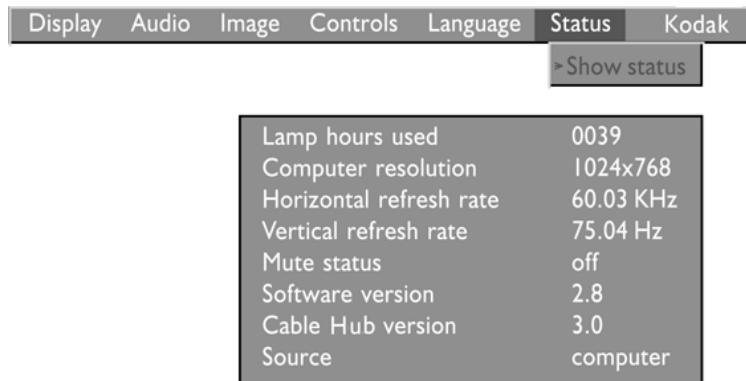 Display Audio Image Controls Language Status Kodak
Show status
Lamp hours used 0039
Computer resolution 1024x768
Horizontal refresh rate 60.03 KHz
Vertical refresh rate 75.04 Hz
Mute status off
Software version 2.8
Cable Hub version 3.0
Source computer